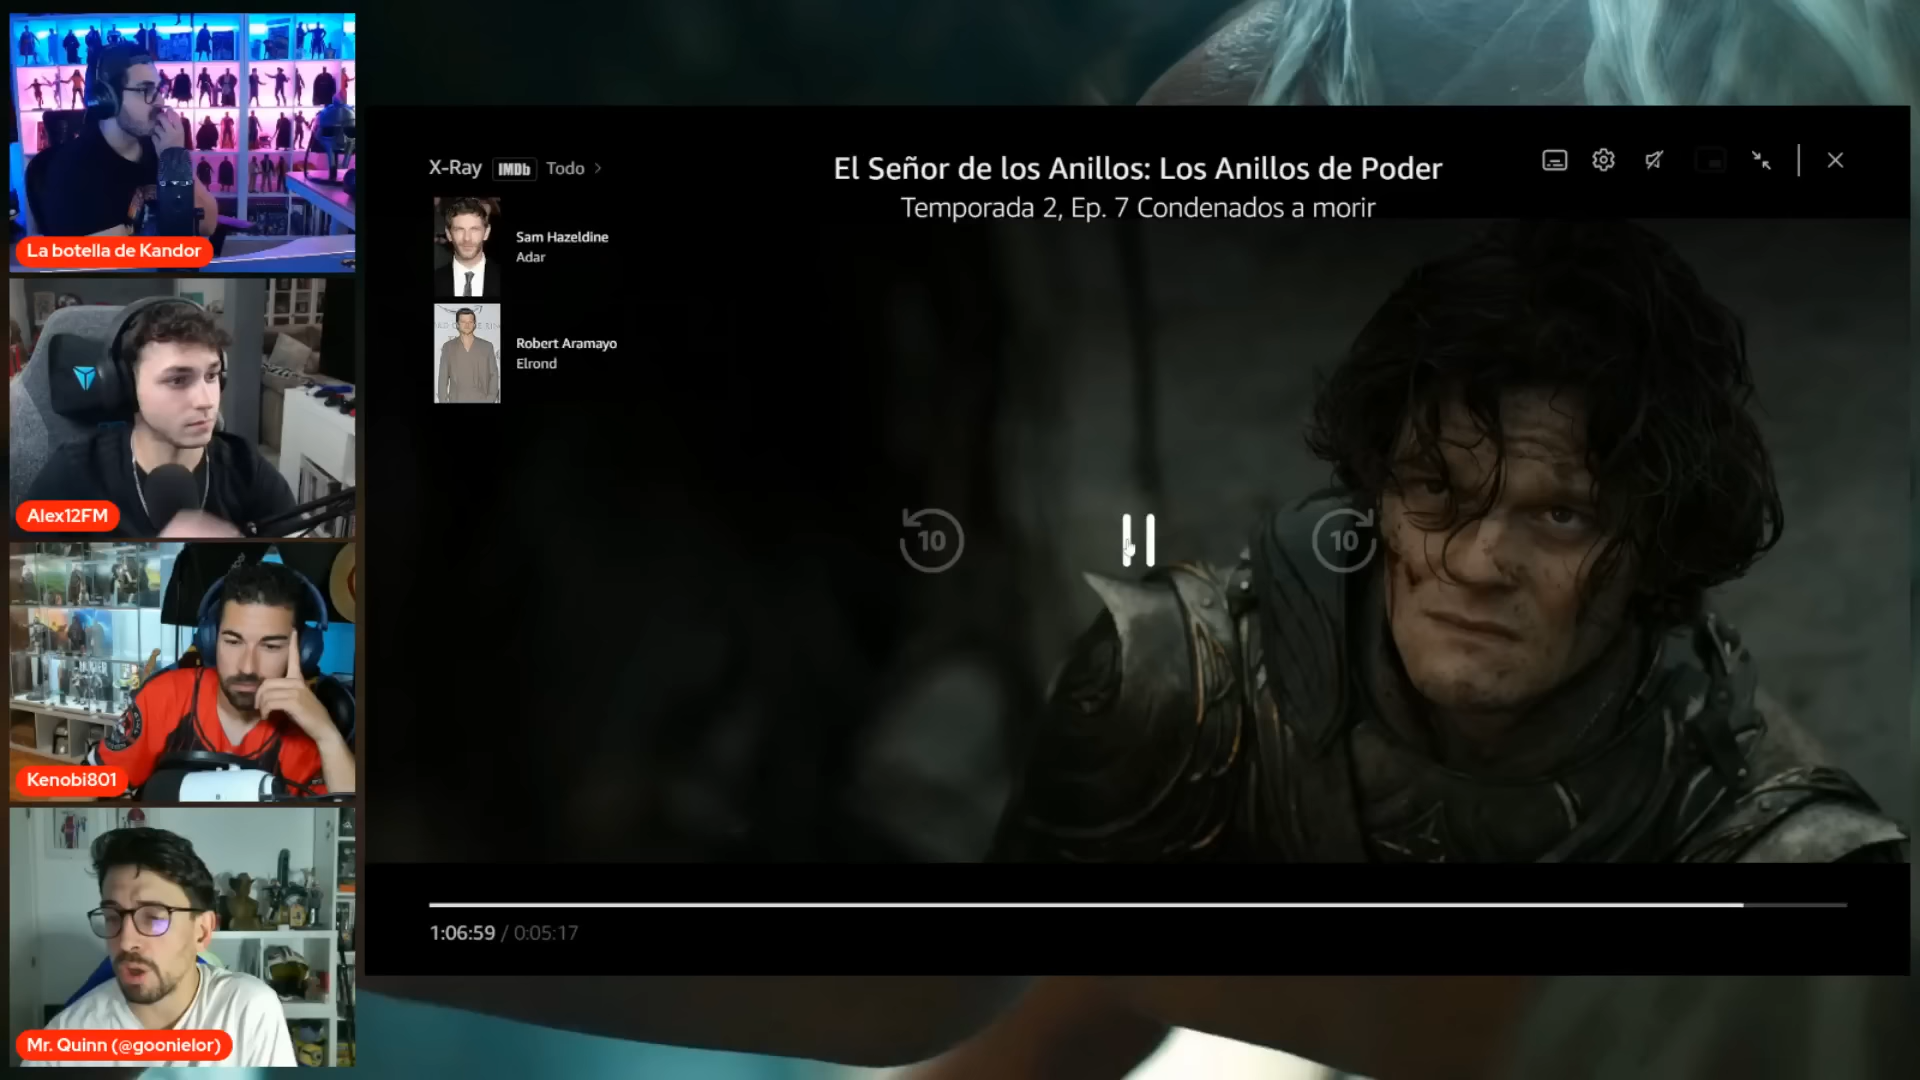 La botella de Kandor
Alex12FM
Kenobi801
Mr. Quinn (@goonielor)
X-Ray IMDb Todo
Sam Hazeldine
Adar
Robert Aramayo
Elrond
El Señor de los Anillos: Los Anillos de Poder
Temporada 2, Ep. 7 Condenados a morir
10
10
1:06:59 / 0:05:17